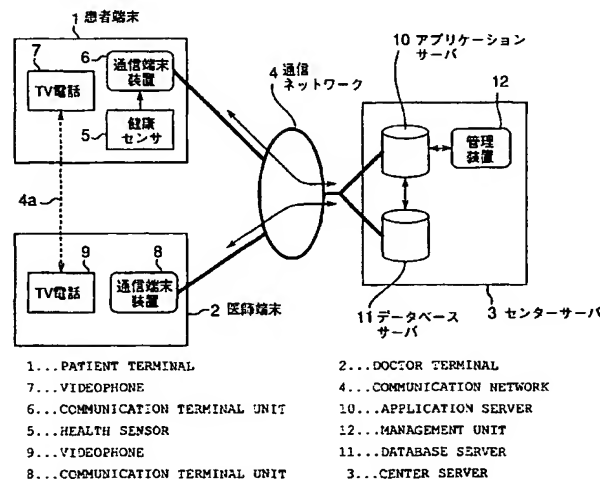 1 患者端末
7
6
通信端末
装置
TV電話
5
健康
センサ
4 通信
ネットワーク
10 アプリケーション
サーバ
12
管理
装置
4a
9
8
TV電話
通信端末
装置
2 医師端末
11 データベース
サーバ
3 センターサーバ
1...PATIENT TERMINAL
7...VIDEOPHONE
6...COMMUNICATION TERMINAL UNIT
5...HEALTH SENSOR
9...VIDEOPHONE
8...COMMUNICATION TERMINAL UNIT
2...DOCTOR TERMINAL
4...COMMUNICATION NETWORK
10...APPLICATION SERVER
12...MANAGEMENT UNIT
11...DATABASE SERVER
3...CENTER SERVER